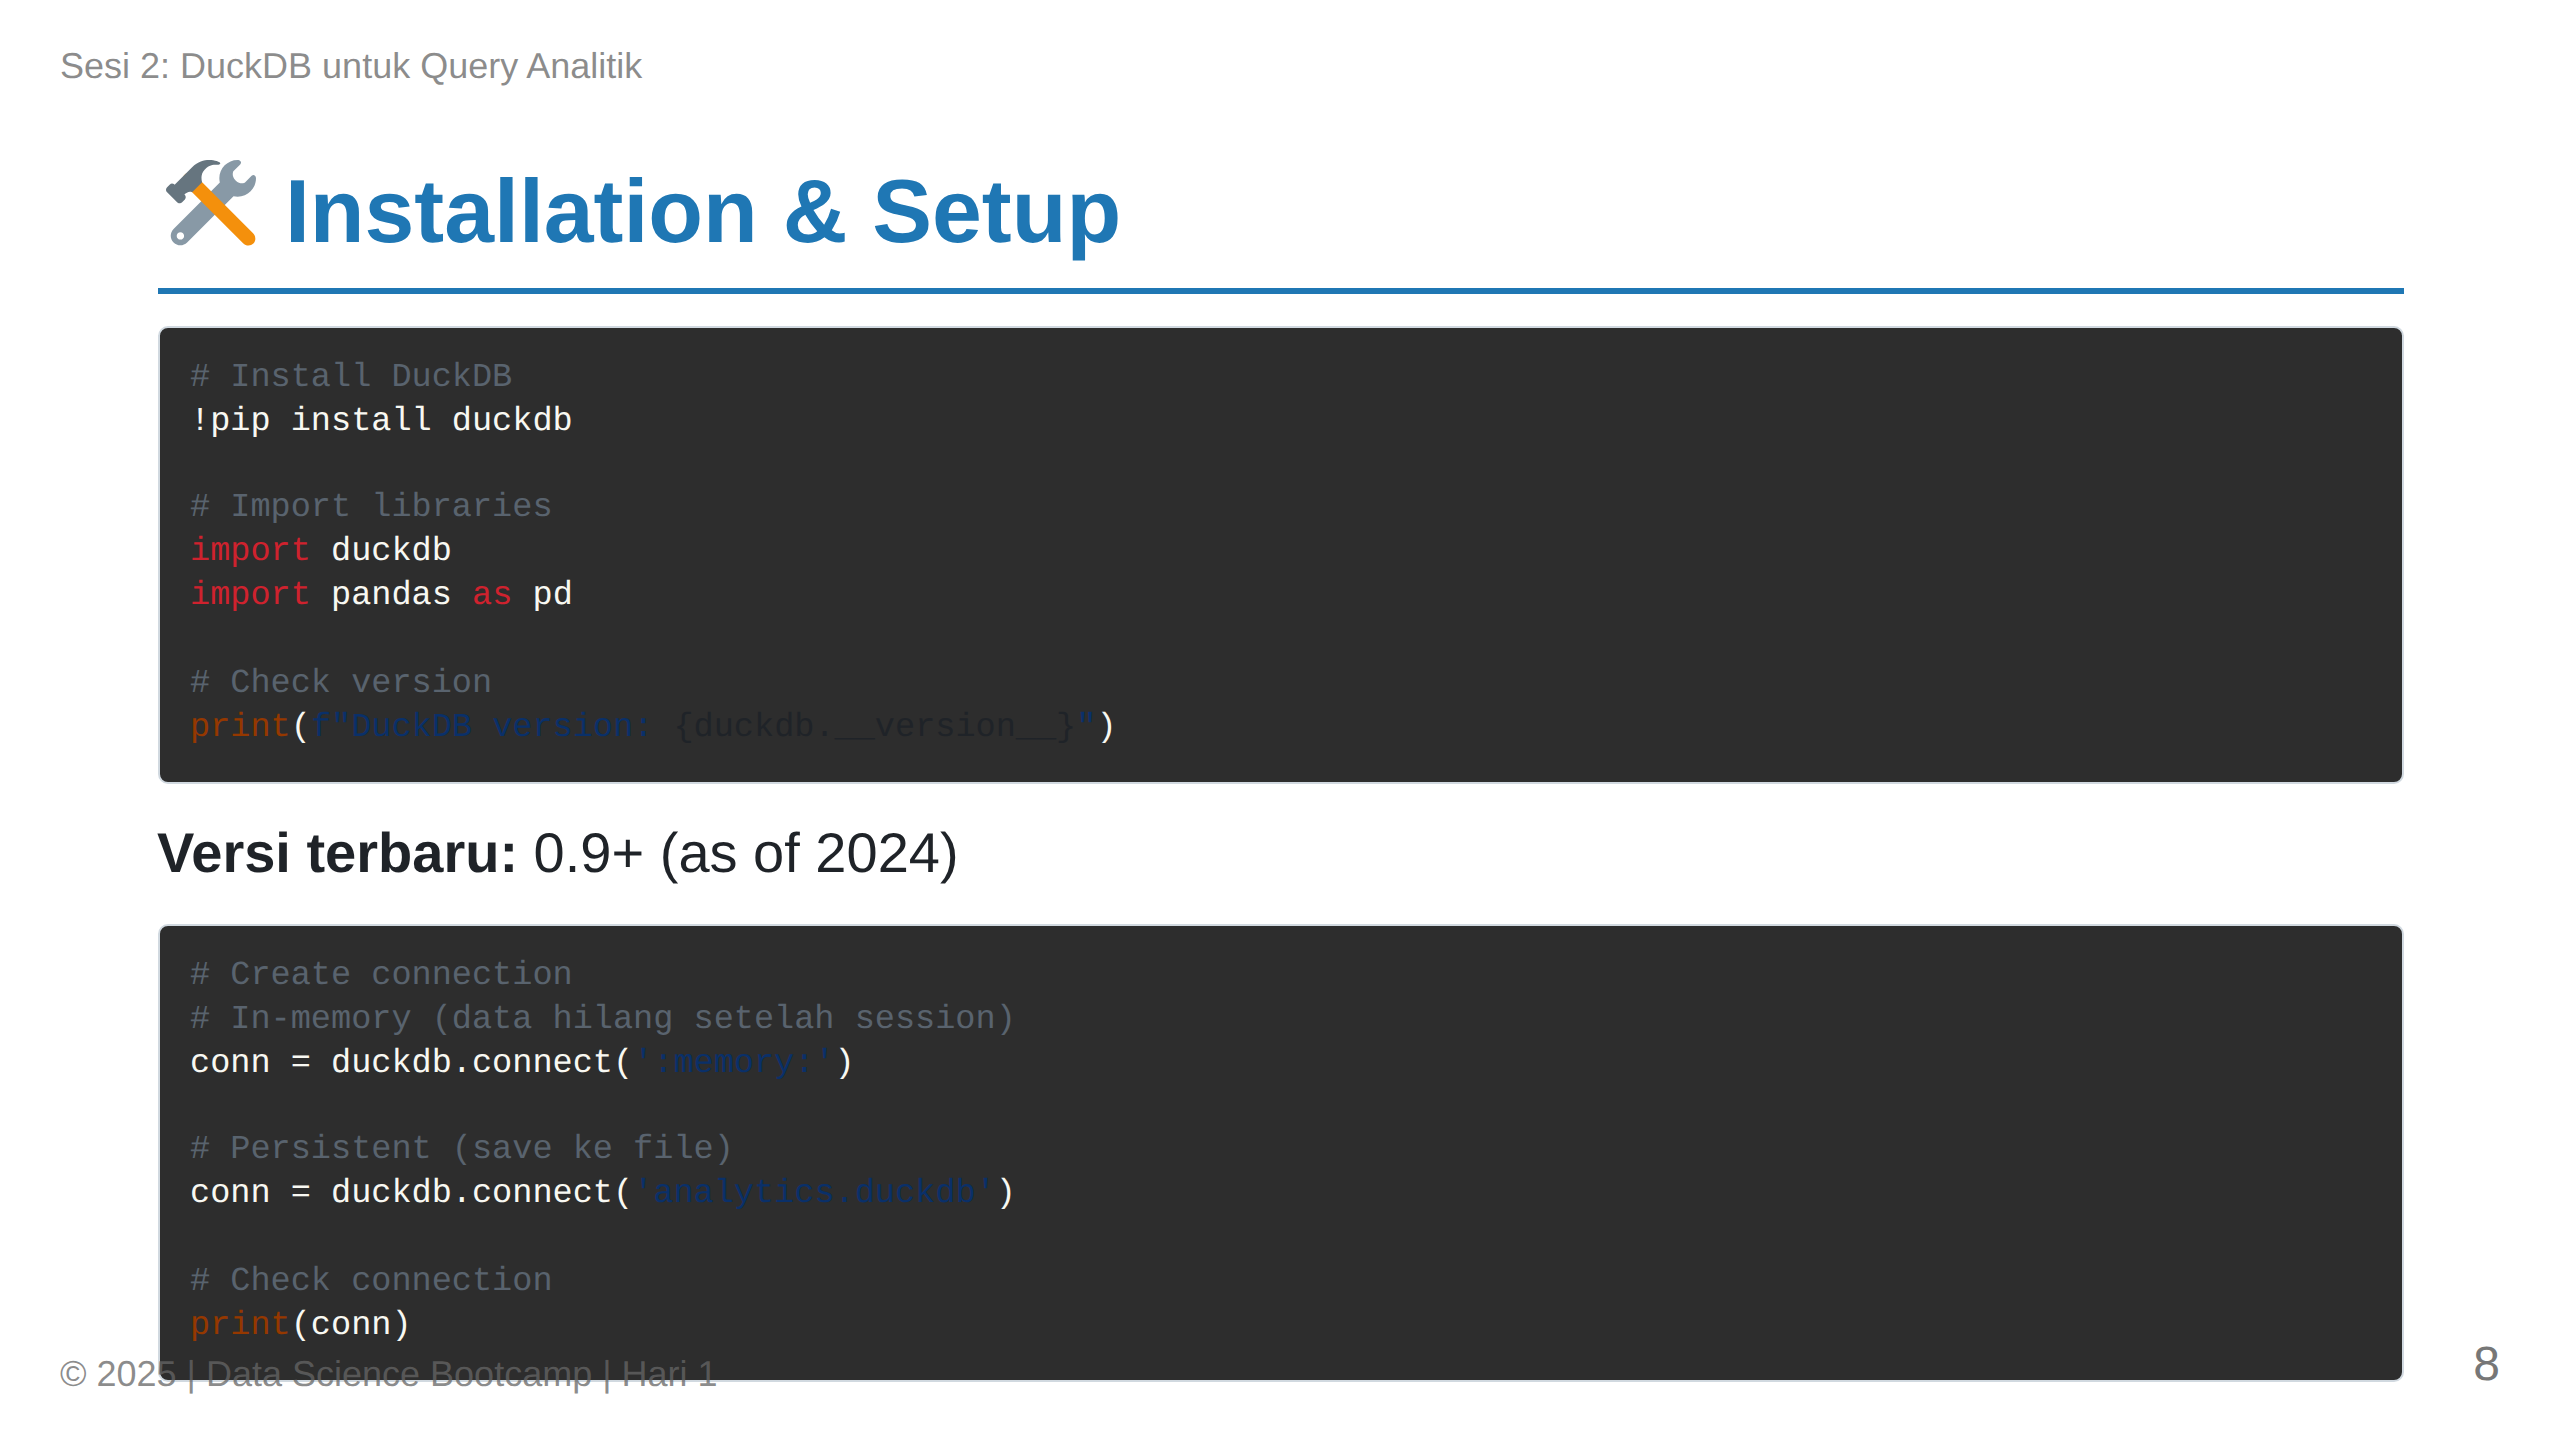 Sesi 2: DuckDB untuk Query Analitik
Installation & Setup
# Install DuckDB
!pip install duckdb
# Import libraries
import duckdb
import pandas as pd
# Check version
print(f"DuckDB version: {duckdb.__version__}")
Versi terbaru: 0.9+ (as of 2024)
# Create connection
# In-memory (data hilang setelah session)
conn = duckdb.connect(':memory:')
# Persistent (save ke file)
conn = duckdb.connect('analytics.duckdb')
# Check connection
print(conn)
© 2025 | Data Science Bootcamp | Hari 1
8